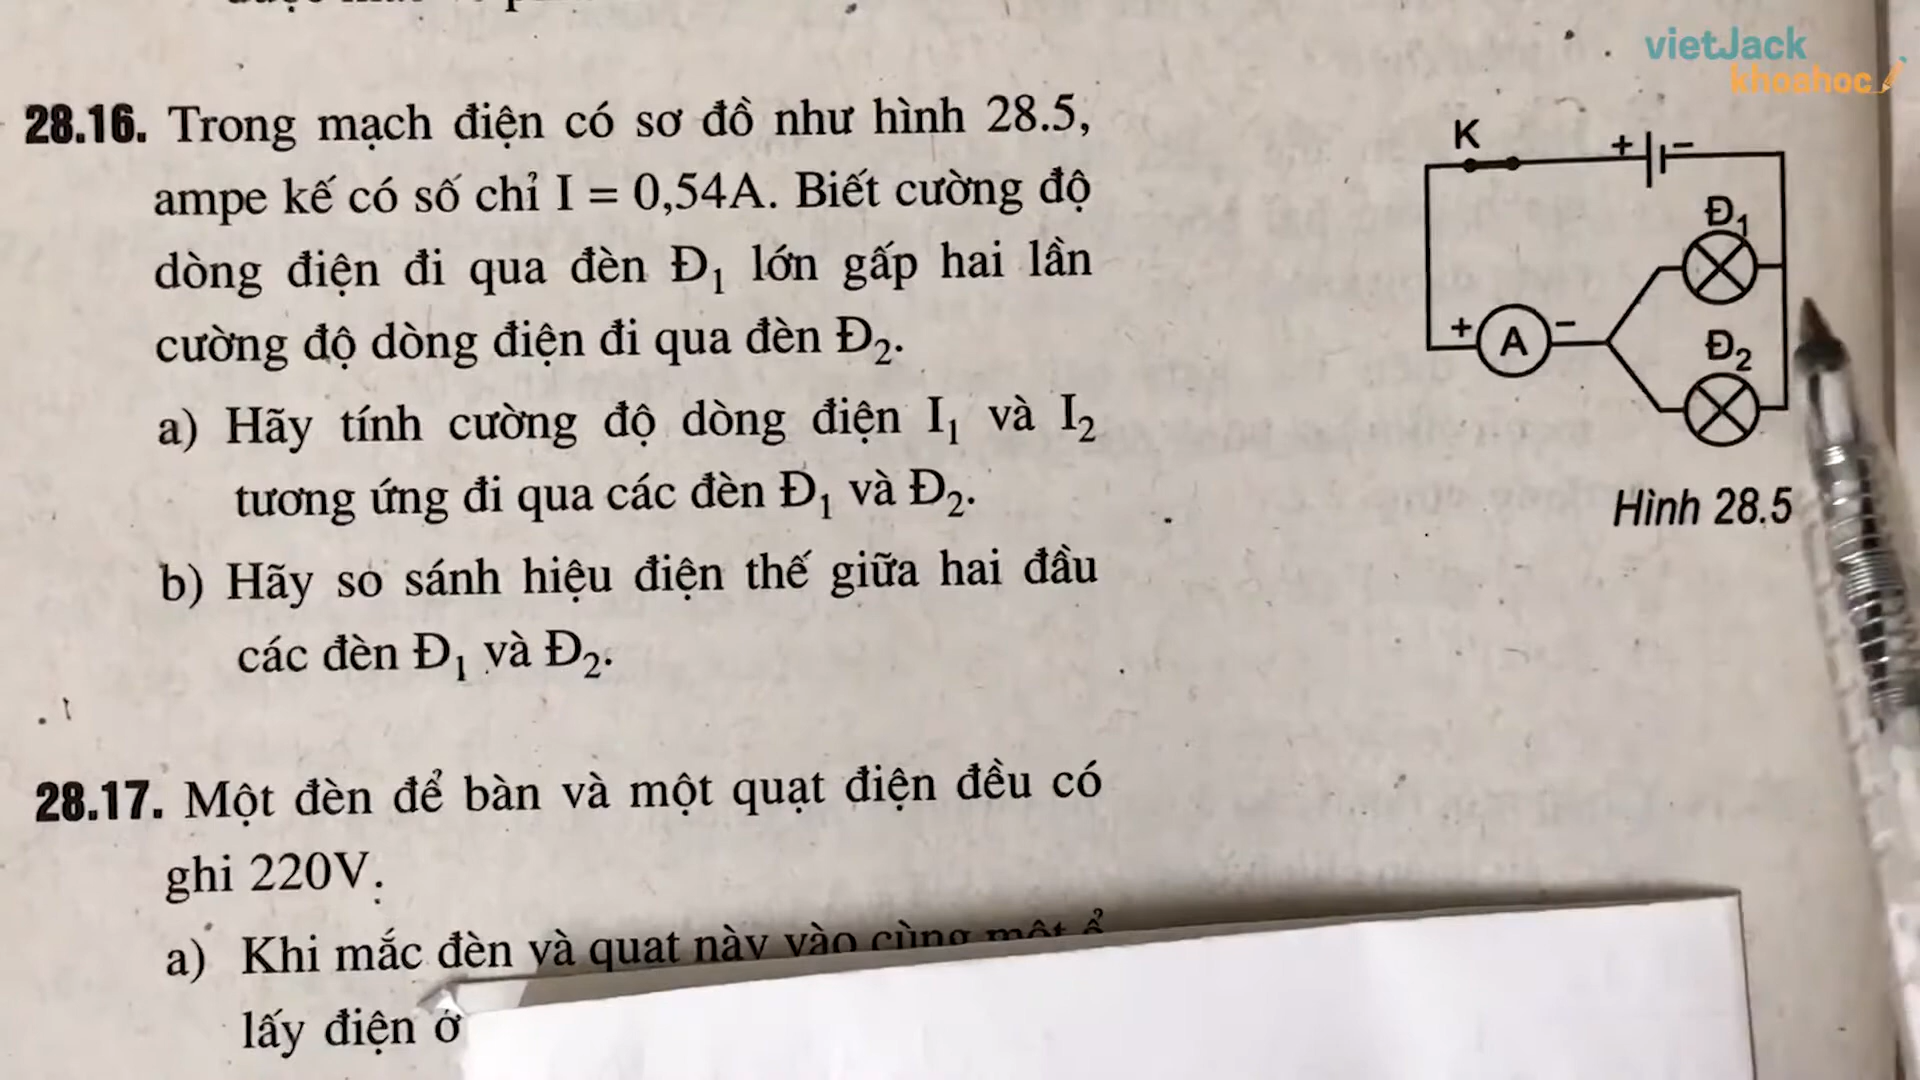 vietJack
khoahoc
28.16. Trong mạch điện có sơ đồ như hình 28.5,
ampe kế có số chỉ I = 0,54A. Biết cường độ
dòng điện đi qua đèn Đ₁ lớn gấp hai lần
cường độ dòng điện đi qua đèn Đ₂.
a) Hãy tính cường độ dòng điện I₁ và I₂
tương ứng đi qua các đèn Đ₁ và Đ₂.
b) Hãy so sánh hiệu điện thế giữa hai đầu
các đèn Đ₁ và Đ₂.
K
+ −
Đ₁
+ A −
Đ₂
Hình 28.5
28.17. Một đèn để bàn và một quạt điện đều có
ghi 220V.
a) Khi mắc đèn và quạt này vào cùng một ổ
lấy điện ở